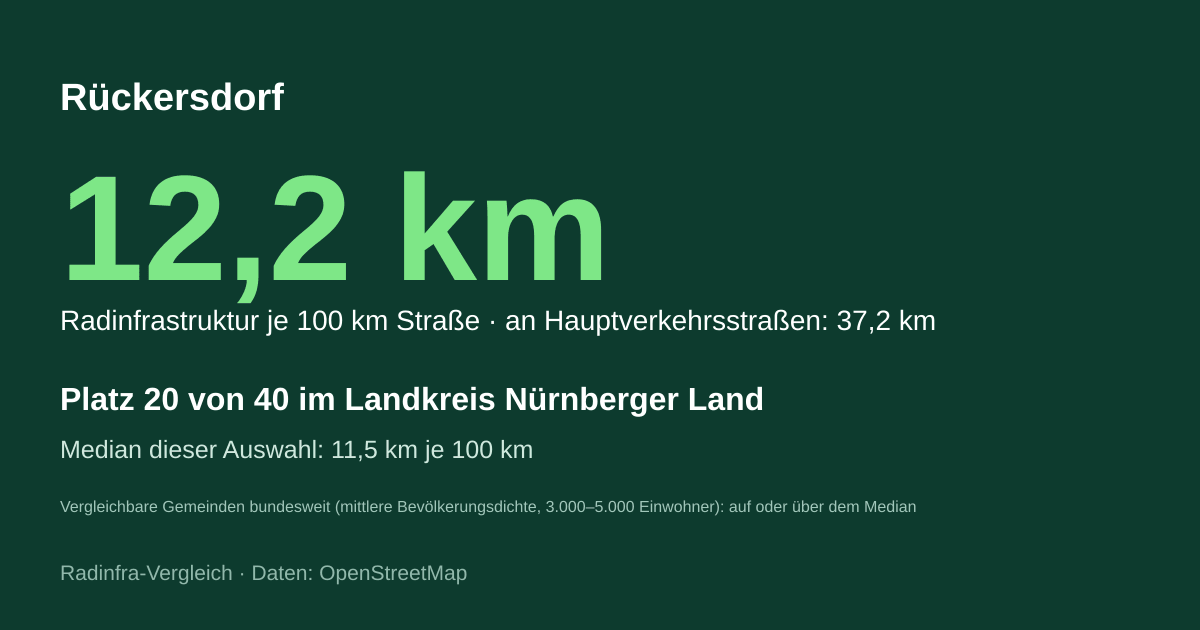 Rückersdorf
12,2 km
Radinfrastruktur je 100 km Straße · an Hauptverkehrsstraßen: 37,2 km
Platz 20 von 40 im Landkreis Nürnberger Land
Median dieser Auswahl: 11,5 km je 100 km
Vergleichbare Gemeinden bundesweit (mittlere Bevölkerungsdichte, 3.000–5.000 Einwohner): auf oder über dem Median
Radinfra-Vergleich · Daten: OpenStreetMap